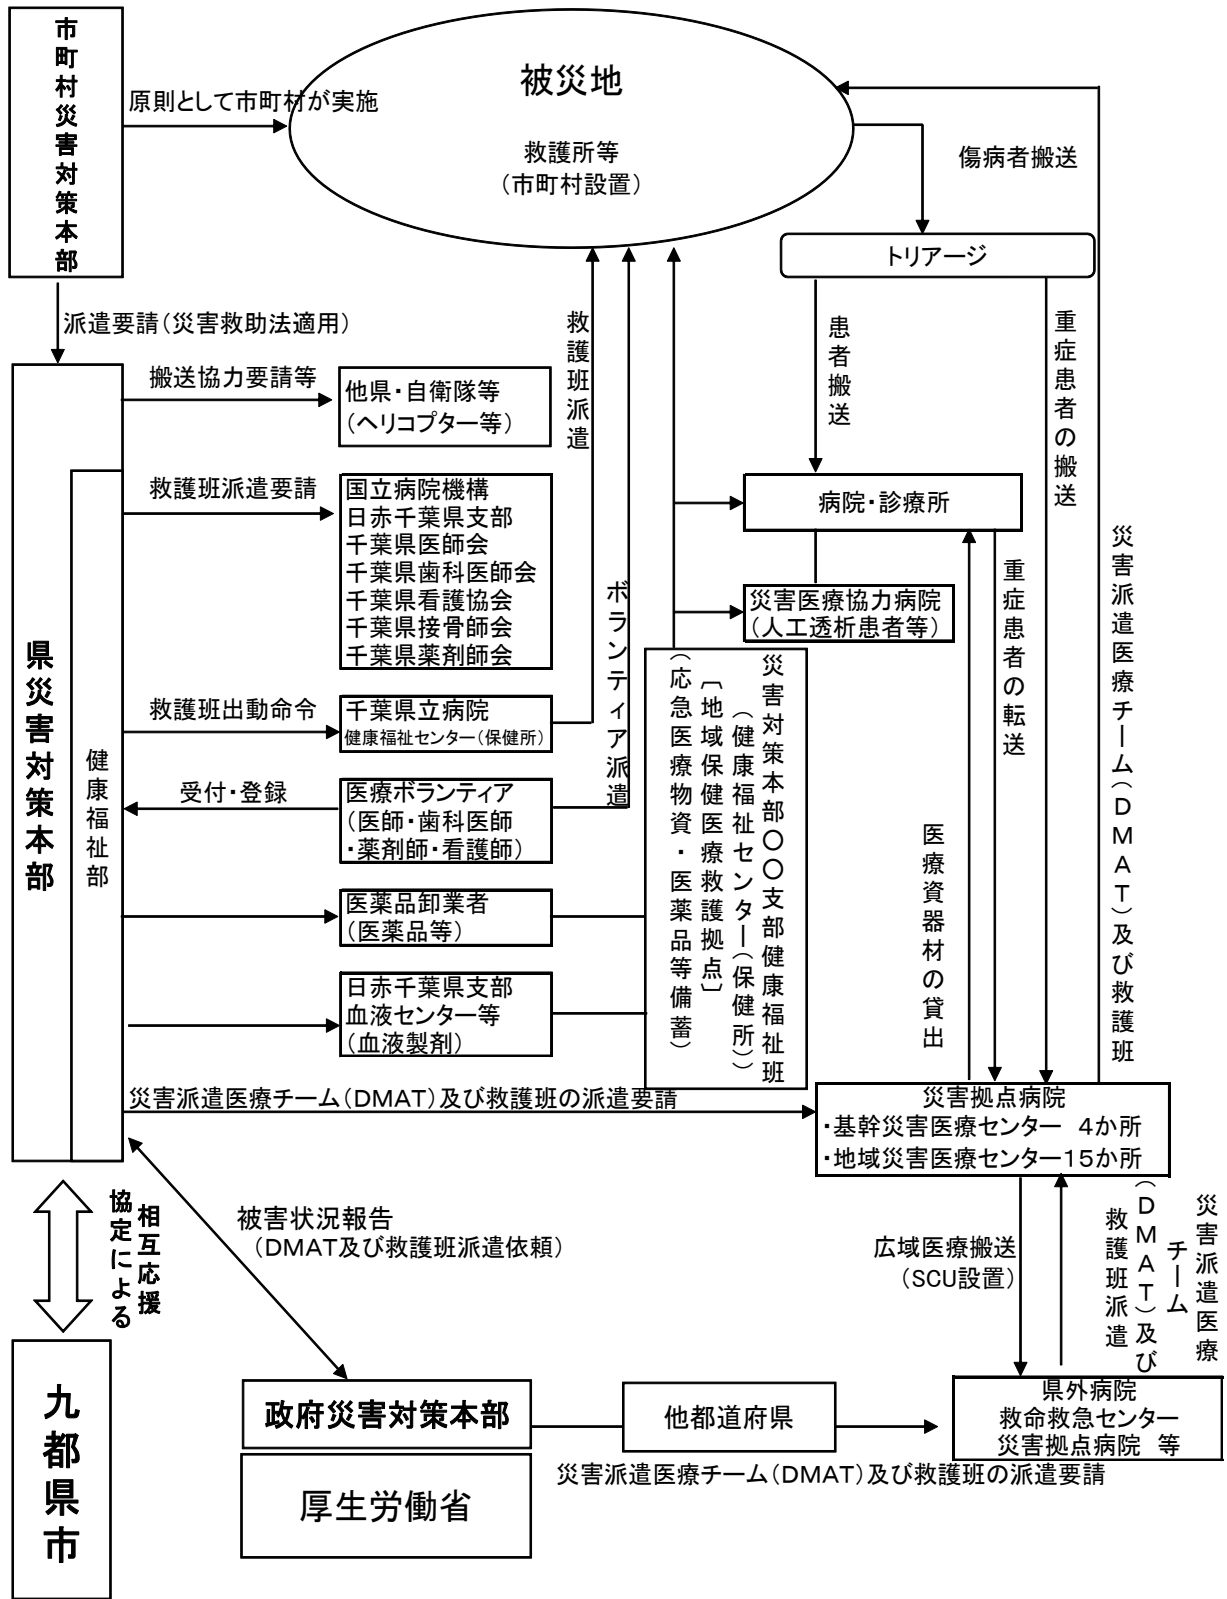 市町村災害対策本部
原則として市町村が実施
被災地
救護所等
（市町村設置）
傷病者搬送
トリアージ
派遣要請（災害救助法適用）
搬送協力要請等
他県・自衛隊等
（ヘリコプター等）
救護班派遣
患者搬送
重症患者の搬送
県災害対策本部
健康福祉部
救護班派遣要請
国立病院機構
日赤千葉県支部
千葉県医師会
千葉県歯科医師会
千葉県看護協会
千葉県接骨師会
千葉県薬剤師会
ボランティア派遣
病院・診療所
災害医療協力病院
（人工透析患者等）
重症患者の転送
災害派遣医療チーム（ＤＭＡＴ）及び救護班
救護班出動命令
千葉県立病院
健康福祉センター（保健所）
受付・登録
医療ボランティア
（医師・歯科医師
・薬剤師・看護師）
医薬品卸業者
（医薬品等）
日赤千葉県支部
血液センター等
（血液製剤）
災害対策本部〇〇支部健康福祉班
（健康福祉センター（保健所））
〔地域保健医療救護拠点〕
（応急医療物資・医薬品等備蓄）
医療資器材の貸出
災害派遣医療チーム（DMAT）及び救護班の派遣要請
災害拠点病院
・基幹災害医療センター　４か所
・地域災害医療センター１５か所
相互応援
協定による
被害状況報告
（DMAT及び救護班派遣依頼）
広域医療搬送
（SCU設置）
災害派遣医療
チーム
（ＤＭＡＴ）及び
救護班派遣
九都県市
政府災害対策本部
厚生労働省
他都道府県
県外病院
救命救急センター
災害拠点病院　等
災害派遣医療チーム（DMAT）及び救護班の派遣要請